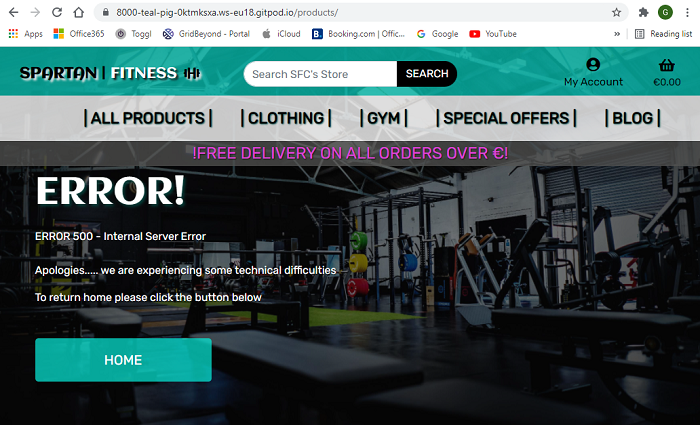 8000-teal-pig-0ktmksxa.ws-eu18.gitpod.io/products/
G
Apps Office365 Toggl GridBeyond - Portal iCloud B Booking.com | Offic... G Google YouTube » Reading list
SPARTAN | FITNESS
Search SFC's Store SEARCH
My Account
€0.00
| ALL PRODUCTS | | CLOTHING | | GYM | | SPECIAL OFFERS | | BLOG |
!FREE DELIVERY ON ALL ORDERS OVER €!
ERROR!
ERROR 500 - Internal Server Error
Apologies..... we are experiencing some technical difficulties
To return home please click the button below
HOME